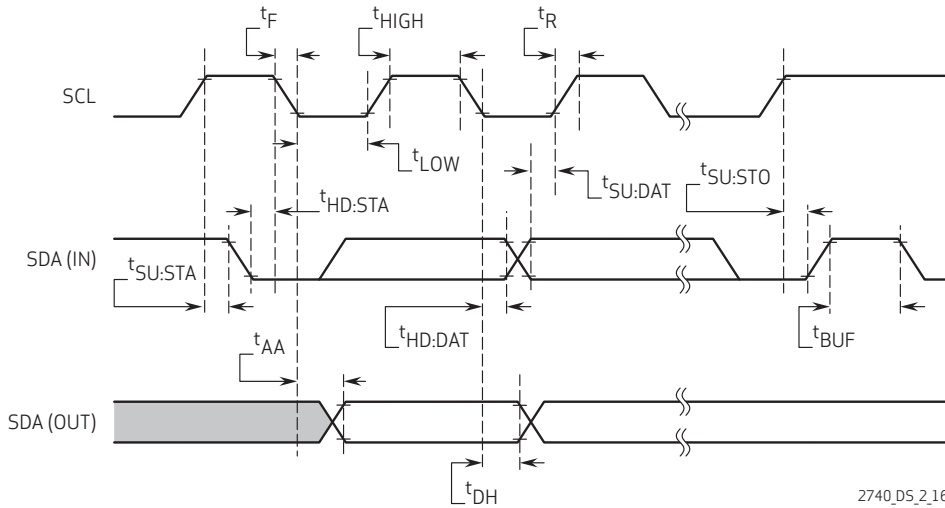 tF
tHIGH
tR
SCL
tLOW
tSU:DAT
tSU:STO
tHD:STA
SDA (IN)
tSU:STA
tAA
tHD:DAT
tBUF
SDA (OUT)
tDH
2740_DS_2_16